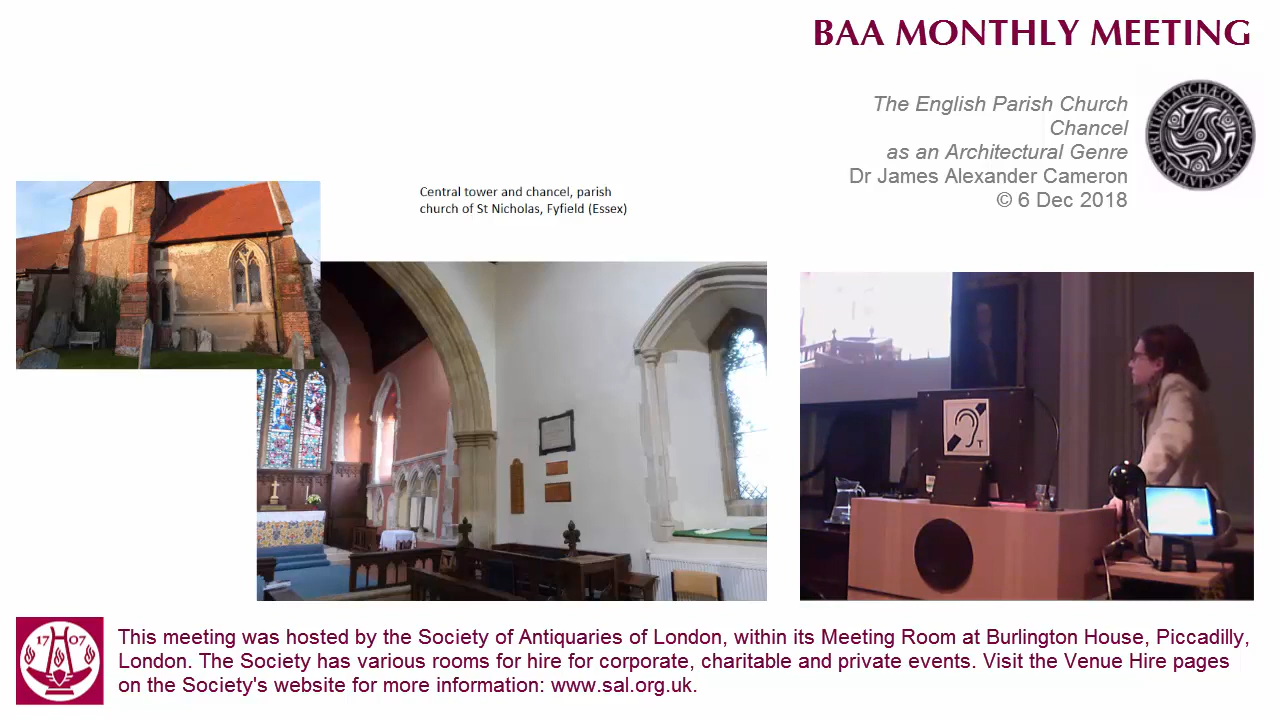 BAA MONTHLY MEETING
The English Parish Church
Chancel
as an Architectural Genre
Dr James Alexander Cameron
© 6 Dec 2018
BRITISH ARCHÆOLOGICAL ASSOCIATION
Central tower and chancel, parish
church of St Nicholas, Fyfield (Essex)
T
1707
This meeting was hosted by the Society of Antiquaries of London, within its Meeting Room at Burlington House, Piccadilly,
London. The Society has various rooms for hire for corporate, charitable and private events. Visit the Venue Hire pages
on the Society's website for more information: www.sal.org.uk.